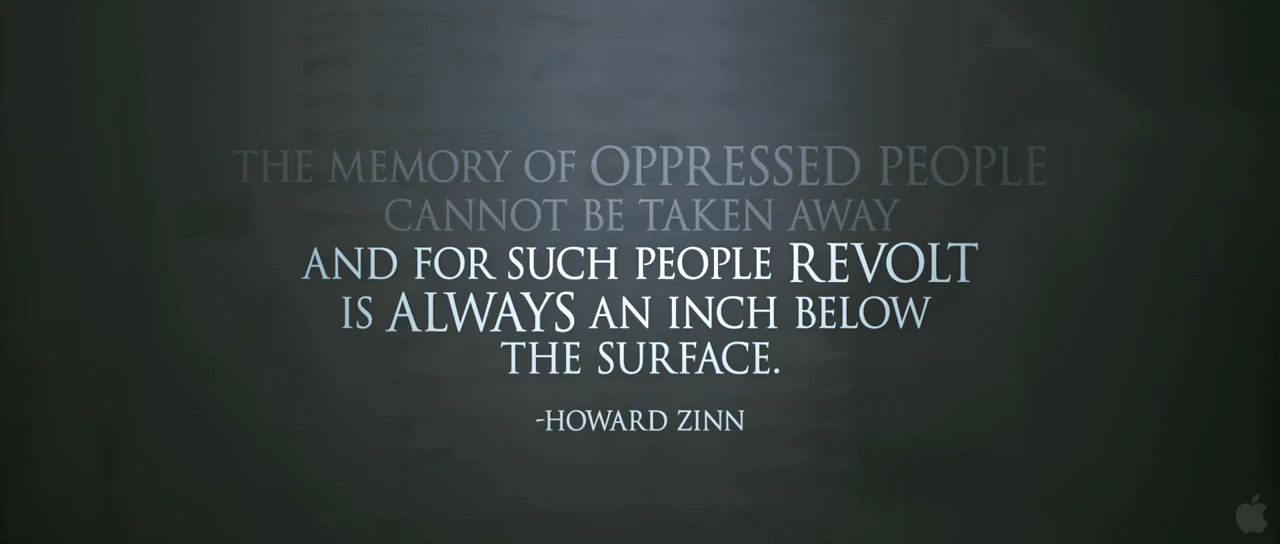 THE MEMORY OF OPPRESSED PEOPLE
CANNOT BE TAKEN AWAY
AND FOR SUCH PEOPLE REVOLT
IS ALWAYS AN INCH BELOW
THE SURFACE.
-HOWARD ZINN